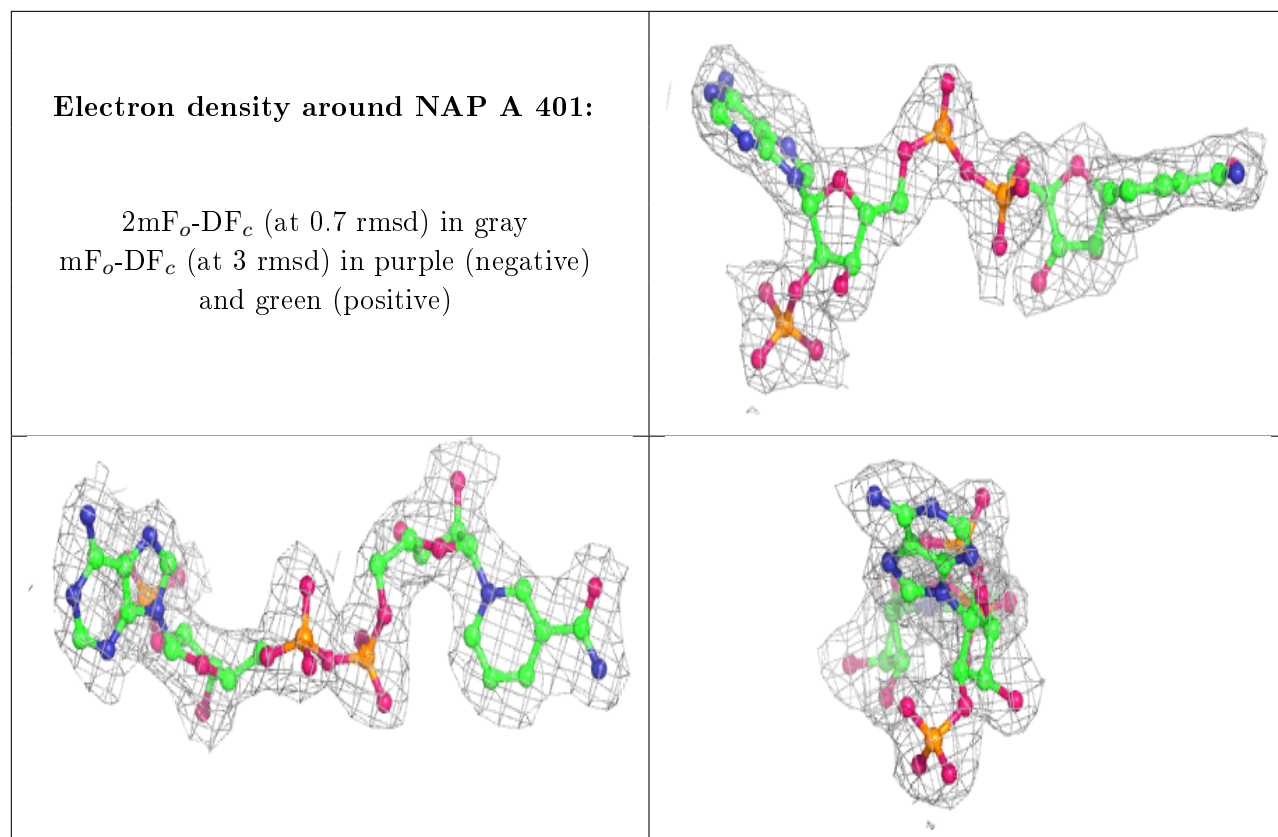 Electron density around NAP A 401:
2mFo-DFc (at 0.7 rmsd) in gray
mFo-DFc (at 3 rmsd) in purple (negative)
and green (positive)